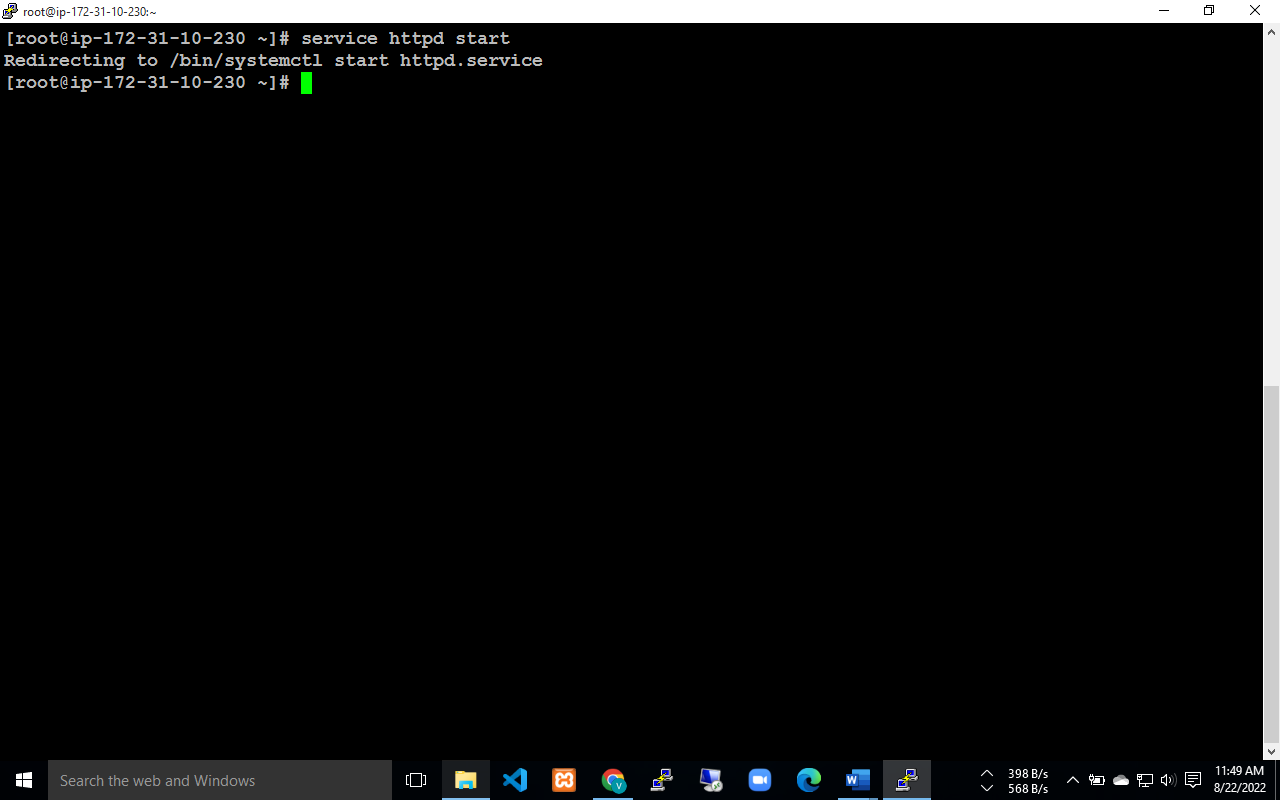 root@ip-172-31-10-230:~
[root@ip-172-31-10-230 ~]# service httpd start
Redirecting to /bin/systemctl start httpd.service
[root@ip-172-31-10-230 ~]#
Search the web and Windows
V
W
398 B/s
568 B/s
11:49 AM
8/22/2022